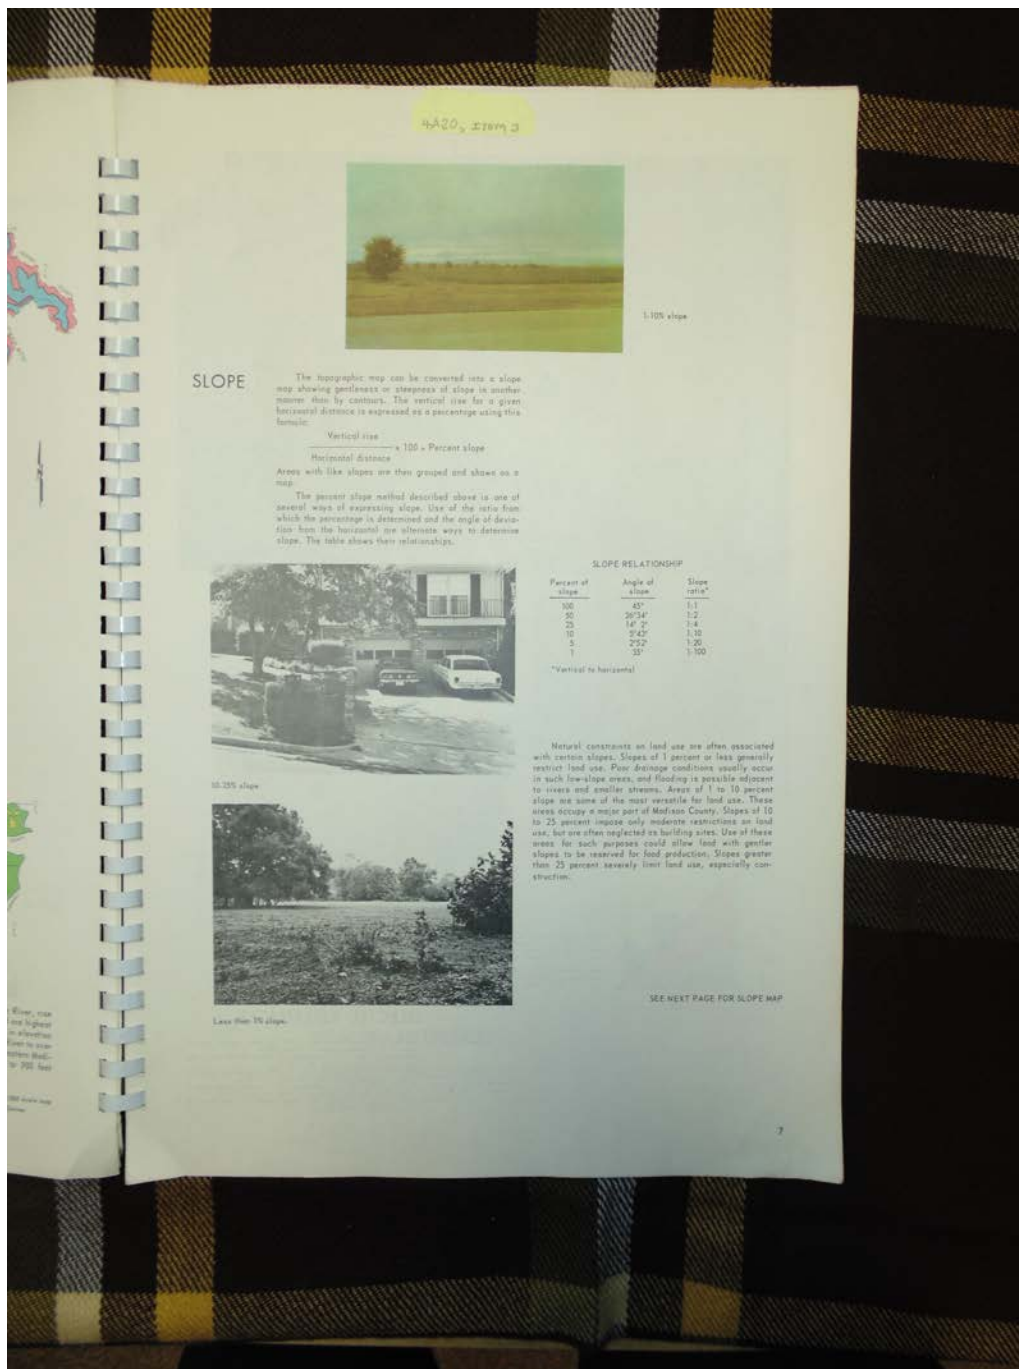 4A20, Item 2
1-10% slope
SLOPE
The topographic map can be converted into a slope
map showing gentleness or steepness of slope in another
manner than by contours. The vertical rise for a given
horizontal distance is expressed as a percentage using this
formula:
Vertical rise
Horizontal distance
x 100 = Percent slope
Areas with like slopes are then grouped and shown on a
map.
The percent slope method described above is one of
several ways of expressing slope. Use of the ratio from
which the percentage is determined and the angle of devia-
tion from the horizontal are alternate ways to determine
slope. The table shows their relationships.
SLOPE RELATIONSHIP
Percent of slope Angle of slope Slope ratio*
100 45° 1:1
50 26°34' 1:2
25 14° 2' 1:4
10 5°43' 1:10
5 2°52' 1:20
1 35' 1:100
*Vertical to horizontal
10-25% slope
Natural constraints on land use are often associated
with certain slopes. Slopes of 1 percent or less generally
restrict land use. Poor drainage conditions usually occur
in such low-slope areas, and flooding is possible adjacent
to rivers and smaller streams. Areas of 1 to 10 percent
slope are some of the most versatile for land use. These
areas occupy a major part of Madison County. Slopes of 10
to 25 percent impose only moderate restrictions on land
use, but are often neglected as building sites. Use of these
areas for such purposes could allow land with gentler
slopes to be reserved for food production. Slopes greater
than 25 percent severely limit land use, especially con-
struction.
Less than 1% slope.
SEE NEXT PAGE FOR SLOPE MAP
7
River, rise
are highest
in elevation
to 700 feet